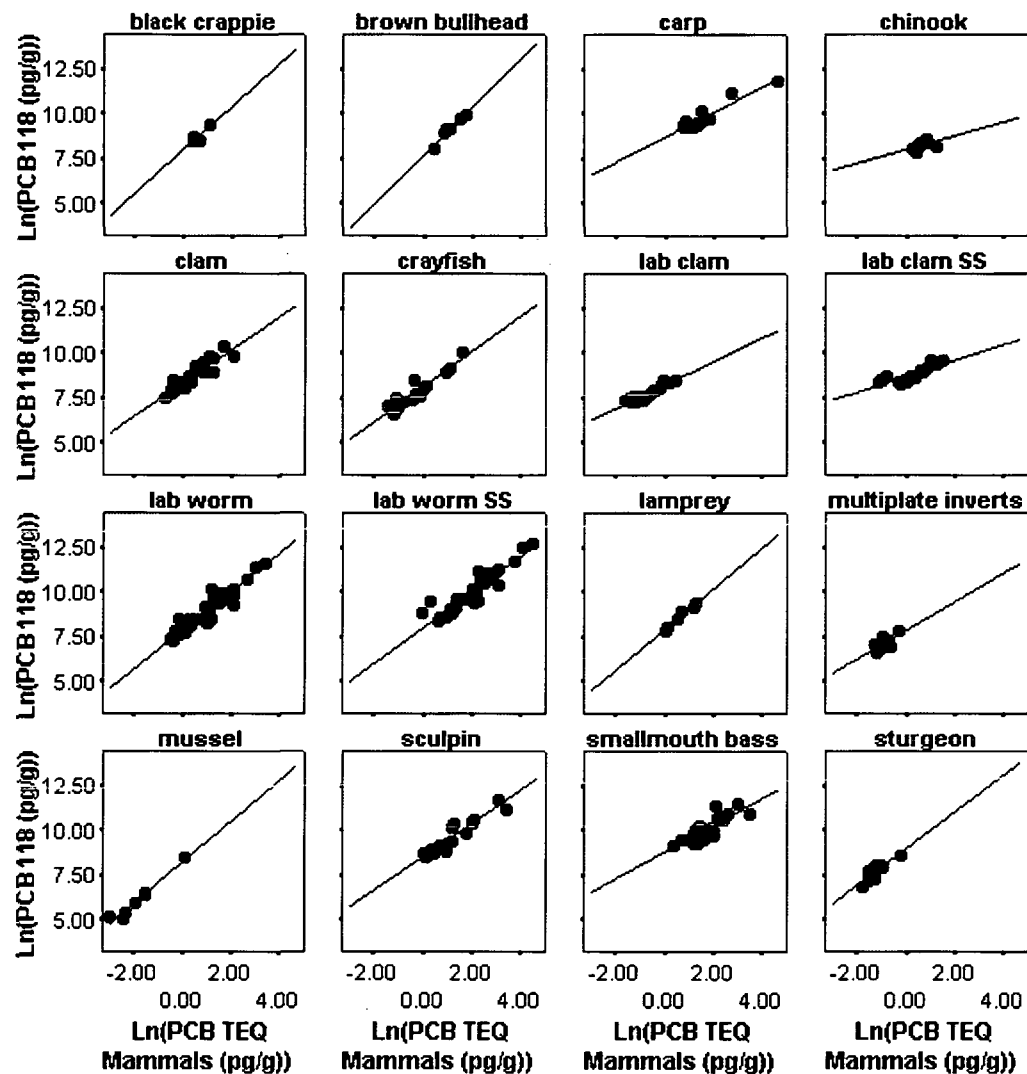 black crappie
brown bullhead
carp
chinook
Ln(PCB118 (pg/g))
12.50
10.00
7.50
5.00
clam
crayfish
lab clam
lab clam SS
Ln(PCB118 (pg/g))
12.50
10.00
7.50
5.00
lab worm
lab worm SS
lamprey
multiplate inverts
Ln(PCB118 (pg/g))
12.50
10.00
7.50
5.00
mussel
sculpin
smallmouth bass
sturgeon
Ln(PCB118 (pg/g))
12.50
10.00
7.50
5.00
-2.00 2.00 -2.00 2.00 -2.00 2.00 -2.00 2.00
0.00 4.00 0.00 4.00 0.00 4.00 0.00 4.00
Ln(PCB TEQ Ln(PCB TEQ Ln(PCB TEQ Ln(PCB TEQ
Mammals (pg/g)) Mammals (pg/g)) Mammals (pg/g)) Mammals (pg/g))